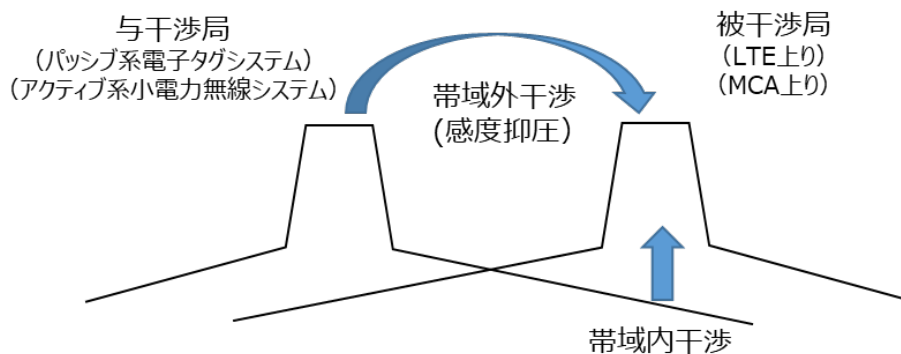 与干渉局
（パッシブ系電子タグシステム）
（アクティブ系小電力無線システム）
被干渉局
（LTE上り）
（MCA上り）
帯域外干渉
(感度抑圧）
帯域内干渉